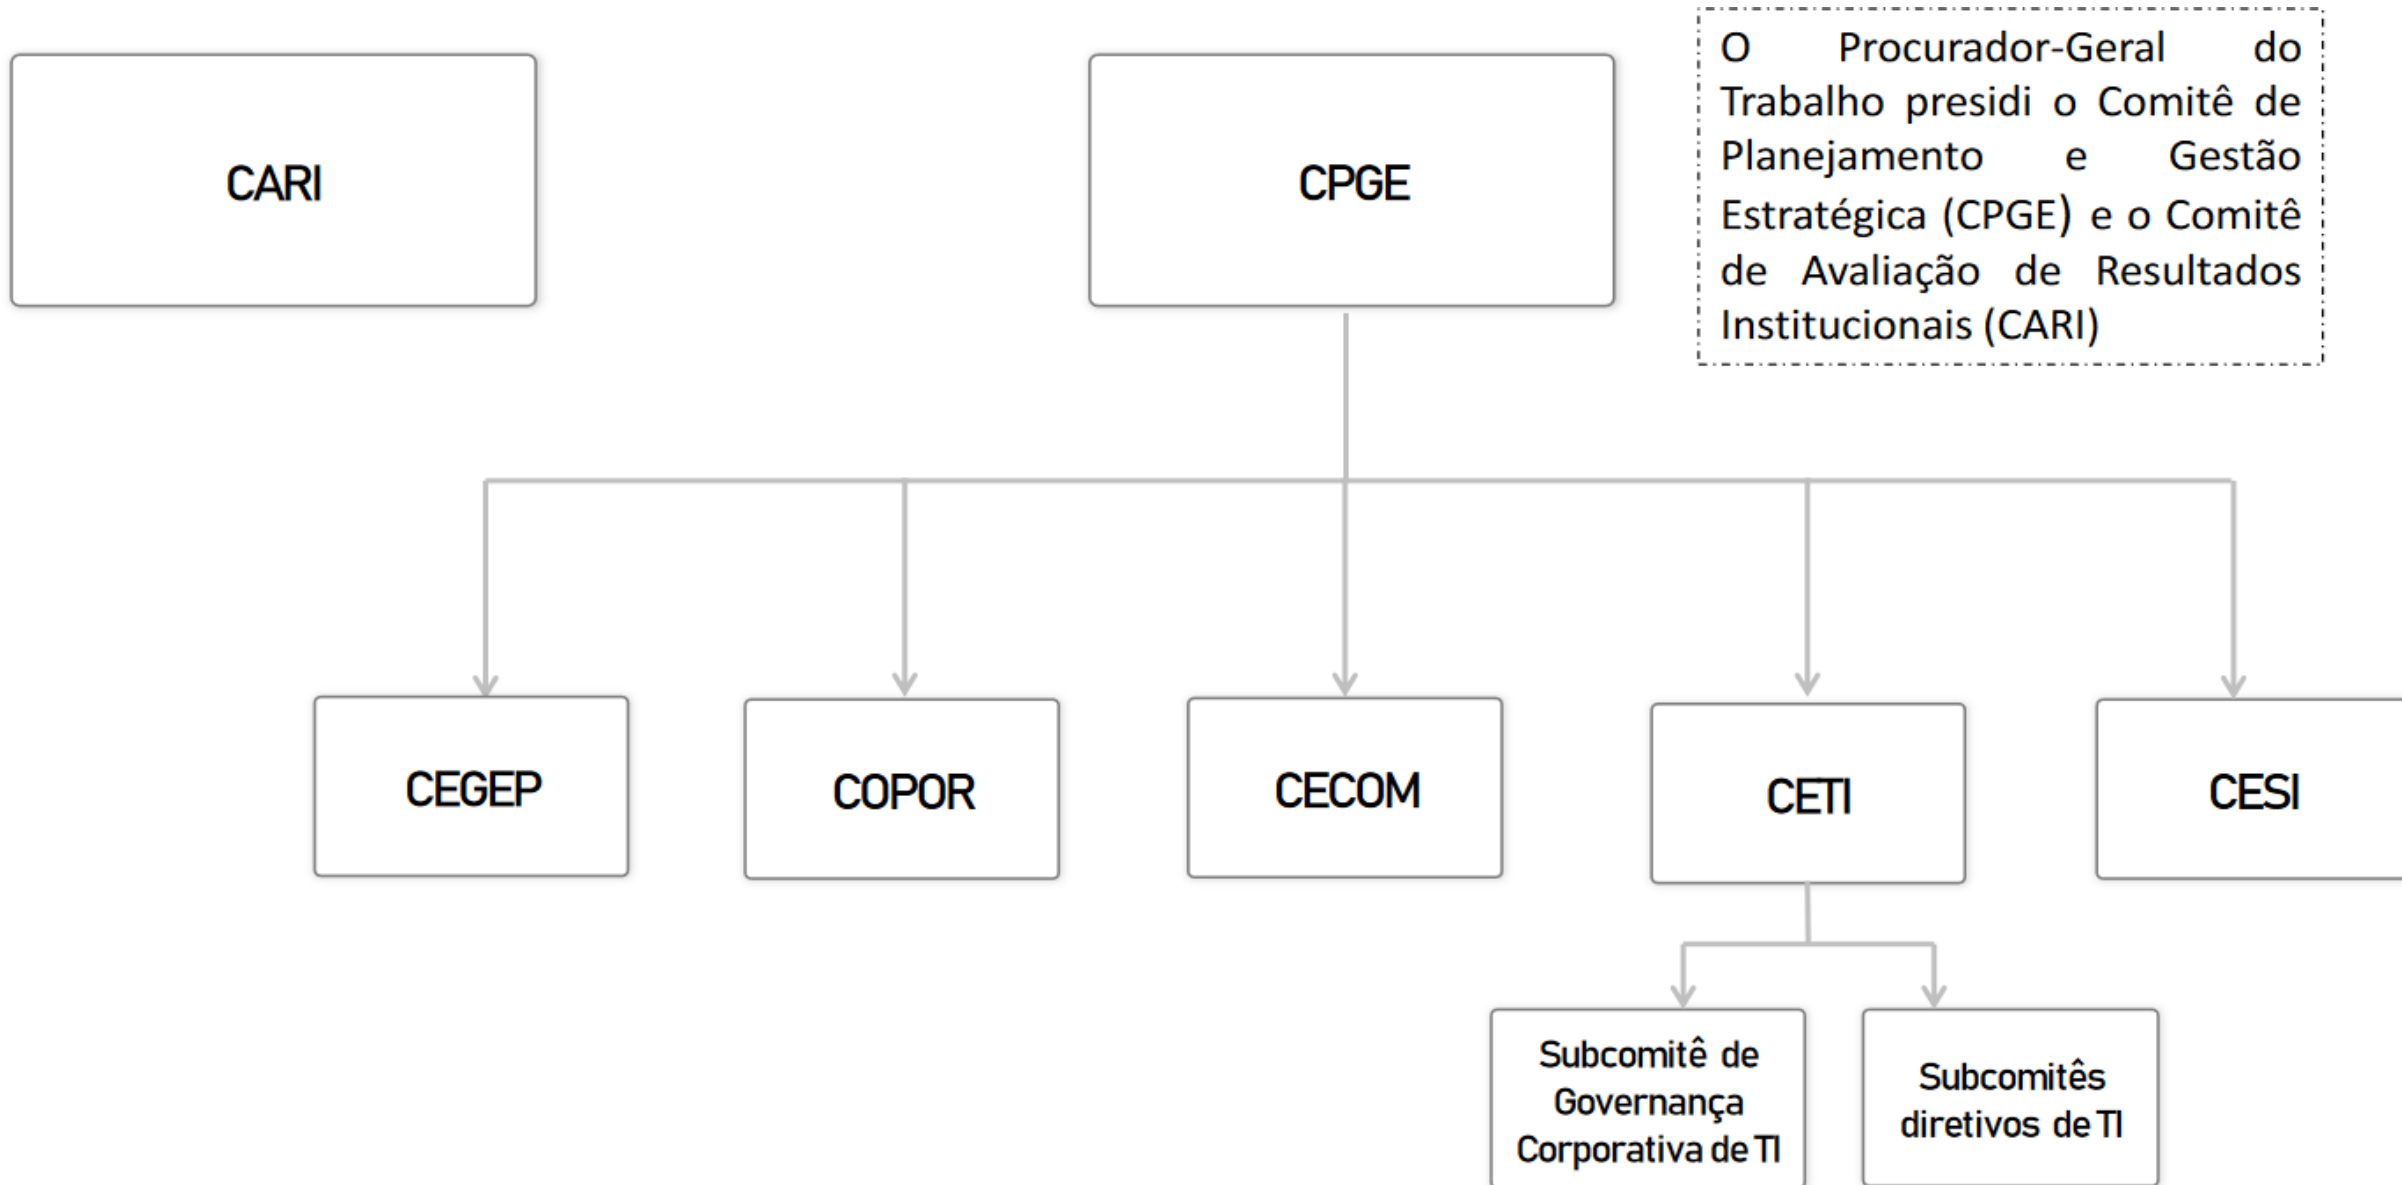 CARI
CPGE
O Procurador-Geral do
Trabalho presidi o Comitê de
Planejamento e Gestão
Estratégica (CPGE) e o Comitê
de Avaliação de Resultados
Institucionais (CARI)
CEGEP
COPOR
CECOM
CETI
CESI
Subcomitê de
Governança
Corporativa de TI
Subcomitês
diretivos de TI